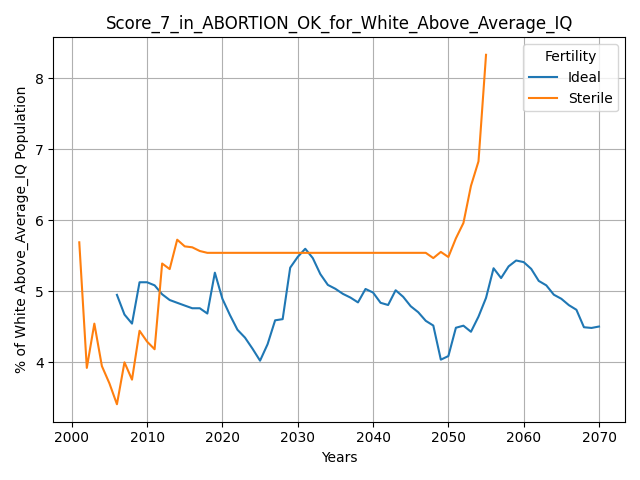 Score_7_in_ABORTION_OK_for_White_Above_Average_IQ
% of White Above_Average_IQ Population
8
7
6
5
4
Fertility
Ideal
Sterile
2000 2010 2020 2030 2040 2050 2060 2070
Years